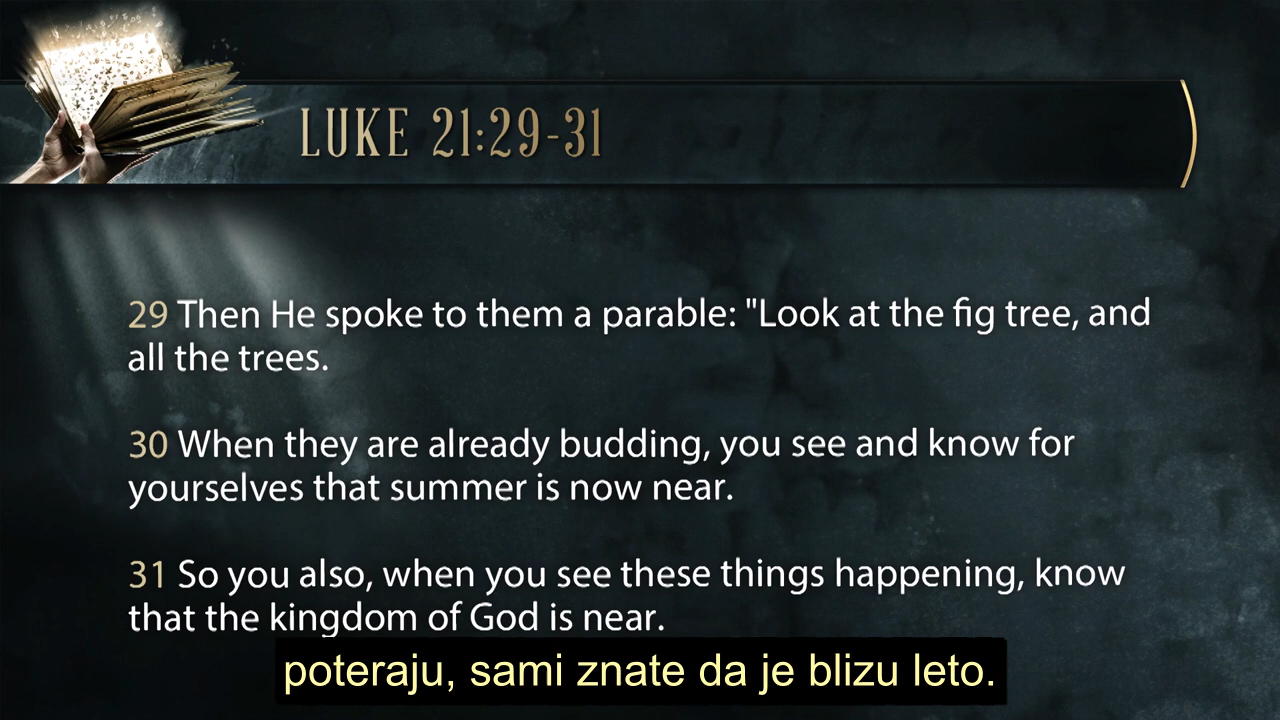 LUKE 21:29-31
29 Then He spoke to them a parable: "Look at the fig tree, and
all the trees.
30 When they are already budding, you see and know for
yourselves that summer is now near.
31 So you also, when you see these things happening, know
that the kingdom of God is near.
poteraju, sami znate da je blizu leto.